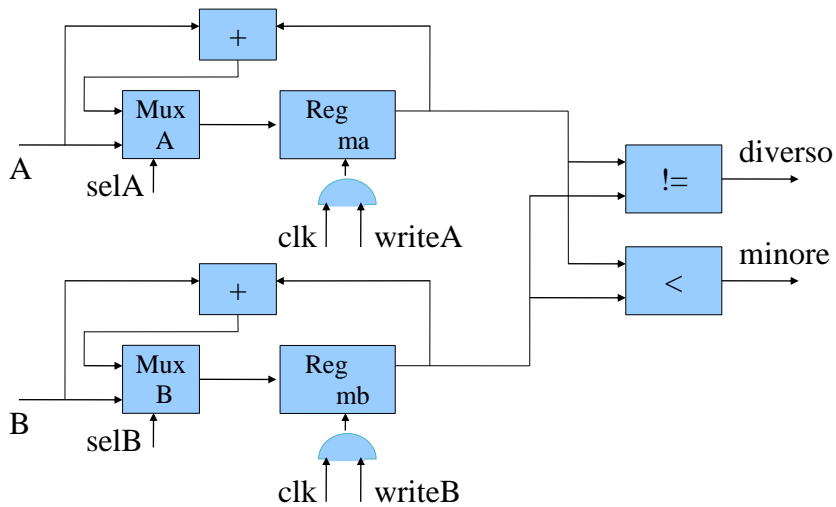 +
Mux
A
Reg
ma
A
selA
clk
writeA
diverso
!=
minore
<
+
Mux
B
Reg
mb
B
selB
clk
writeB